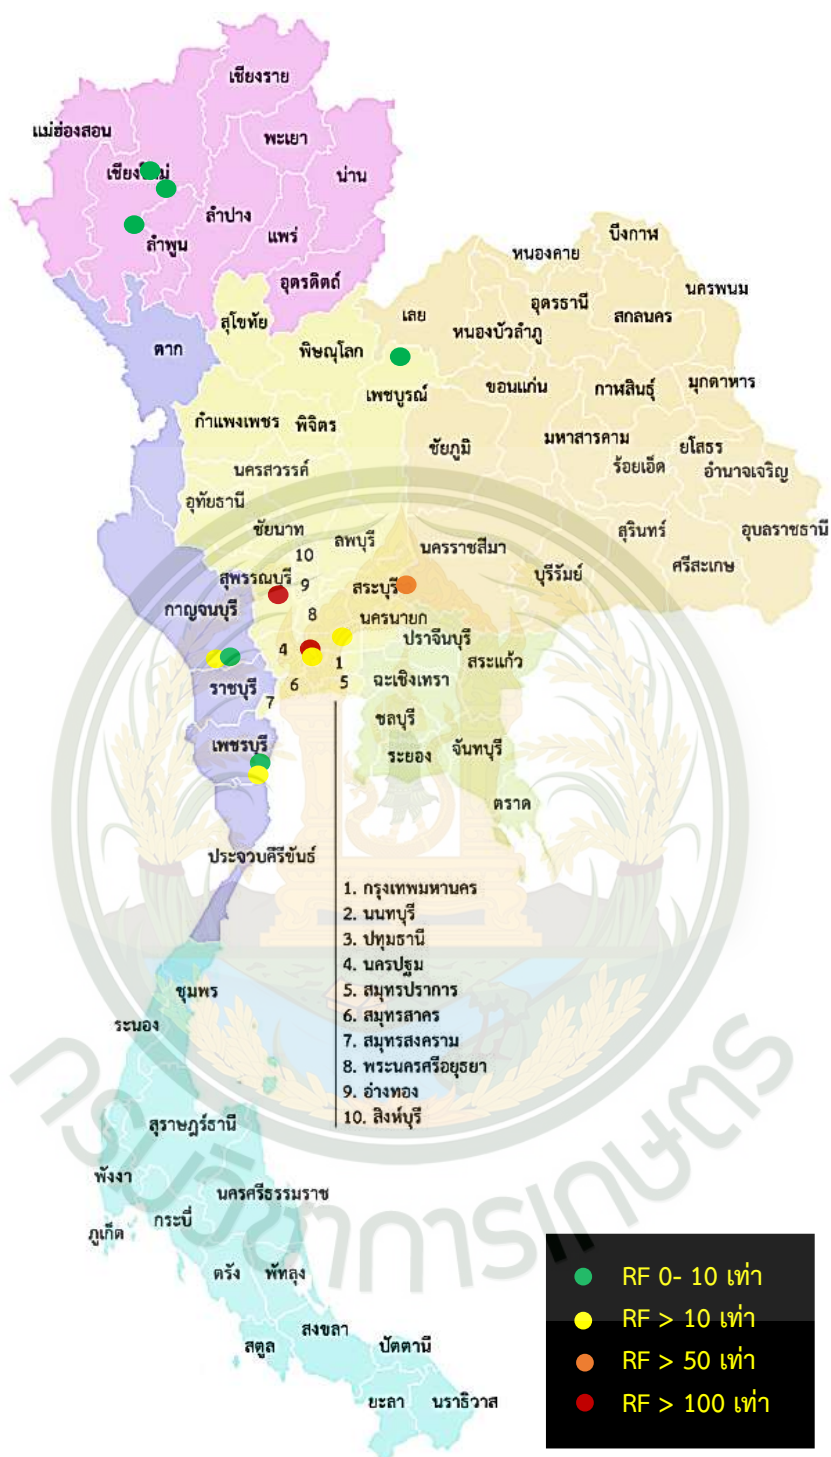 เชียงราย
แม่ฮ่องสอน
พะเยา
เชียงใหม่
น่าน
ลำปาง
แพร่
ลำพูน
อุตรดิตถ์
บึงกาฬ
หนองคาย
นครพนม
อุดรธานี
สกลนคร
เลย
หนองบัวลำภู
สุโขทัย
ตาก
พิษณุโลก
เพชบูรณ์
ขอนแก่น
กาฬสินธุ์
มุกดาหาร
กำแพงเพชร
พิจิตร
ชัยภูมิ
มหาสารคาม
ยโสธร
ร้อยเอ็ด
อำนาจเจริญ
นครสวรรค์
อุทัยธานี
ชัยนาท
ลพบุรี
นครราชสีมา
สุรินทร์
อุบลราชธานี
10
สุพรรณบุรี
9
สระบุรี
บุรีรัมย์
ศรีสะเกษ
กาญจนบุรี
8
นครนายก
ปราจีนบุรี
4
1
สระแก้ว
ราชบุรี
6
5
ฉะเชิงเทรา
7
ชลบุรี
เพชรบุรี
ระยอง
จันทบุรี
ตราด
ประจวบคีรีขันธ์
1. กรุงเทพมหานคร
2. นนทบุรี
3. ปทุมธานี
4. นครปฐม
5. สมุทรปราการ
6. สมุทรสาคร
7. สมุทรสงคราม
8. พระนครศรีอยุธยา
9. อ่างทอง
10. สิงห์บุรี
ชุมพร
ระนอง
สุราษฎร์ธานี
พังงา
นครศรีธรรมราช
กระบี่
ภูเก็ต
ตรัง
พัทลุง
สงขลา
สตูล
ปัตตานี
ยะลา
นราธิวาส
กรมวิชาการเกษตร
RF 0- 10 เท่า
RF > 10 เท่า
RF > 50 เท่า
RF > 100 เท่า